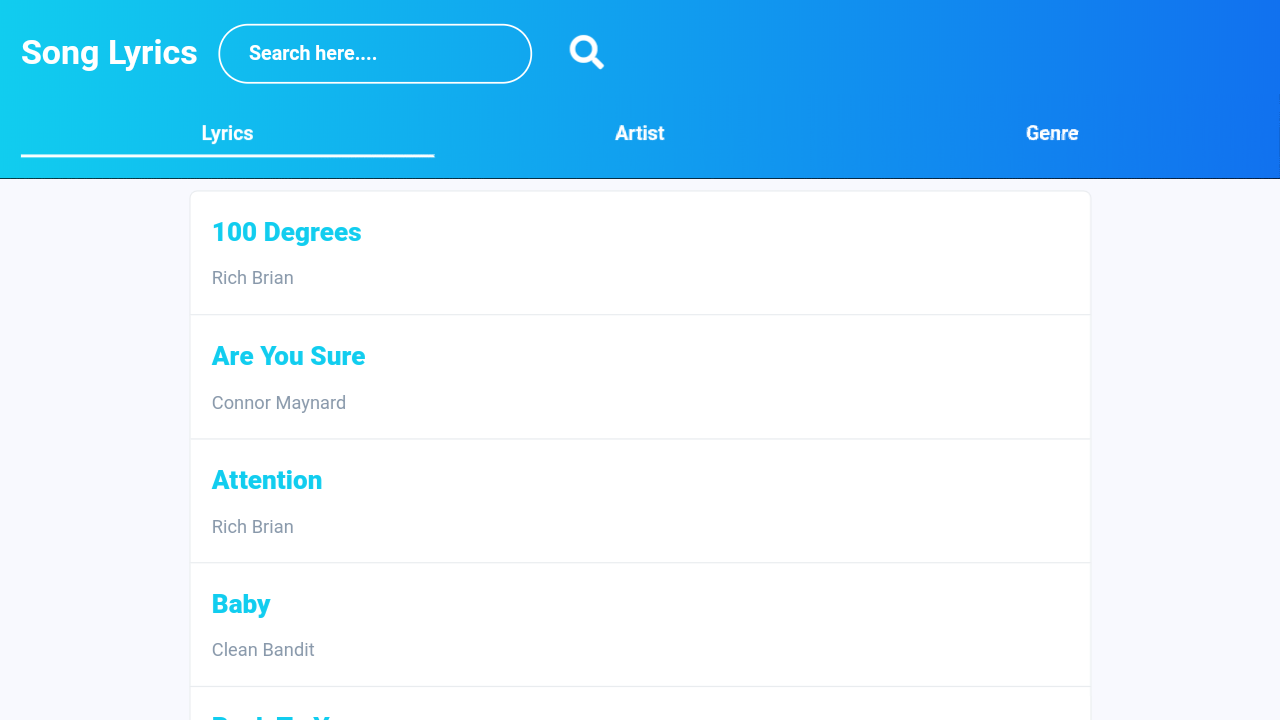 Song Lyrics
Search here....
Lyrics
Artist
Genre
100 Degrees
Rich Brian
Are You Sure
Connor Maynard
Attention
Rich Brian
Baby
Clean Bandit